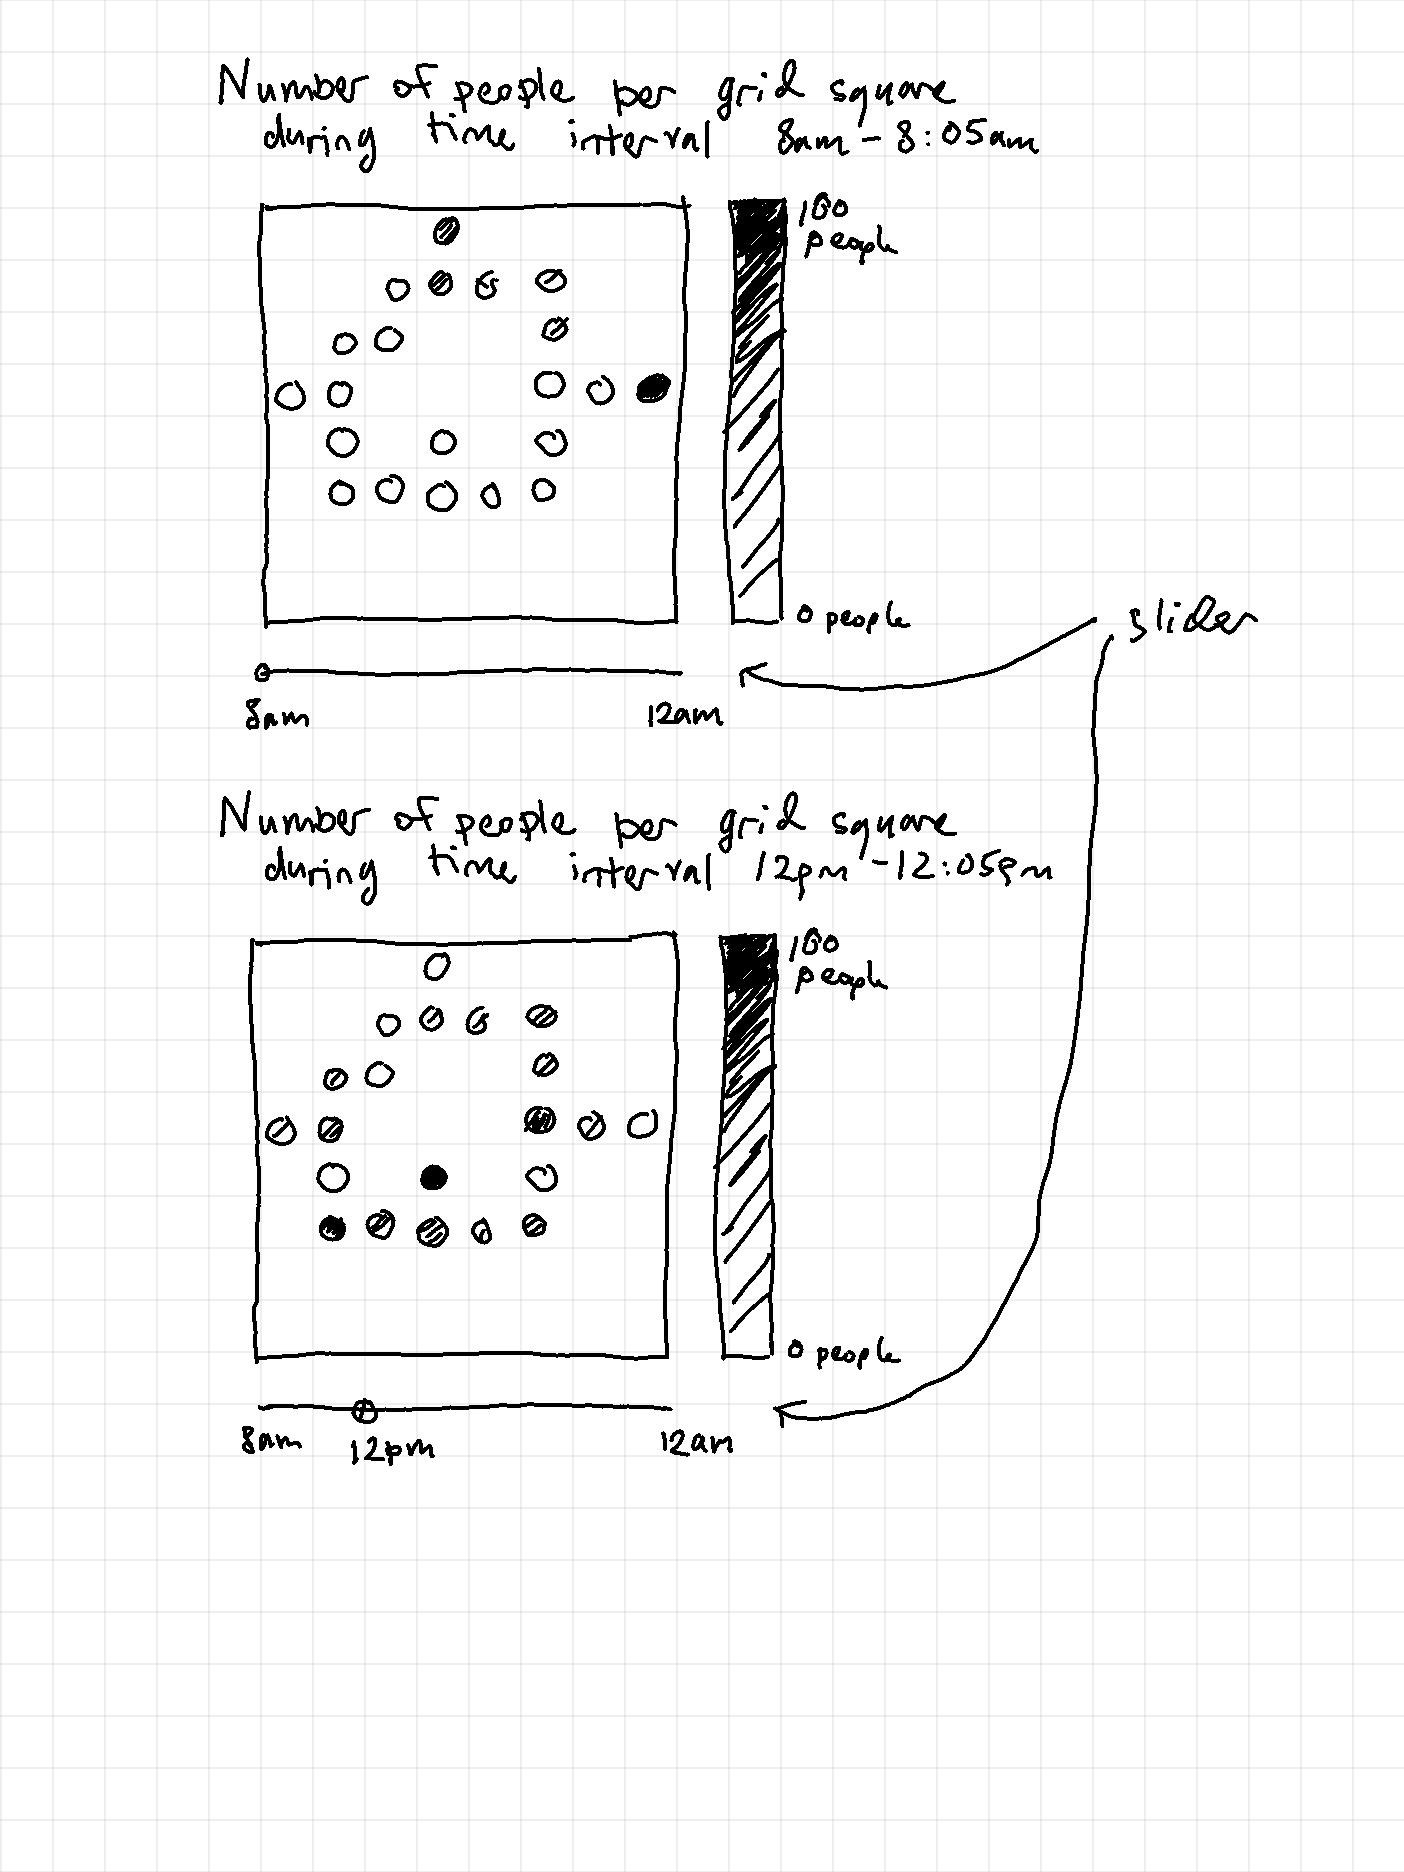 Number of people per grid square
during time interval 8am - 8:05am
100
people
0 people
slider
8am
12am
Number of people per grid square
during time interval 12pm - 12:05pm
100
people
0 people
8am
12pm
12am